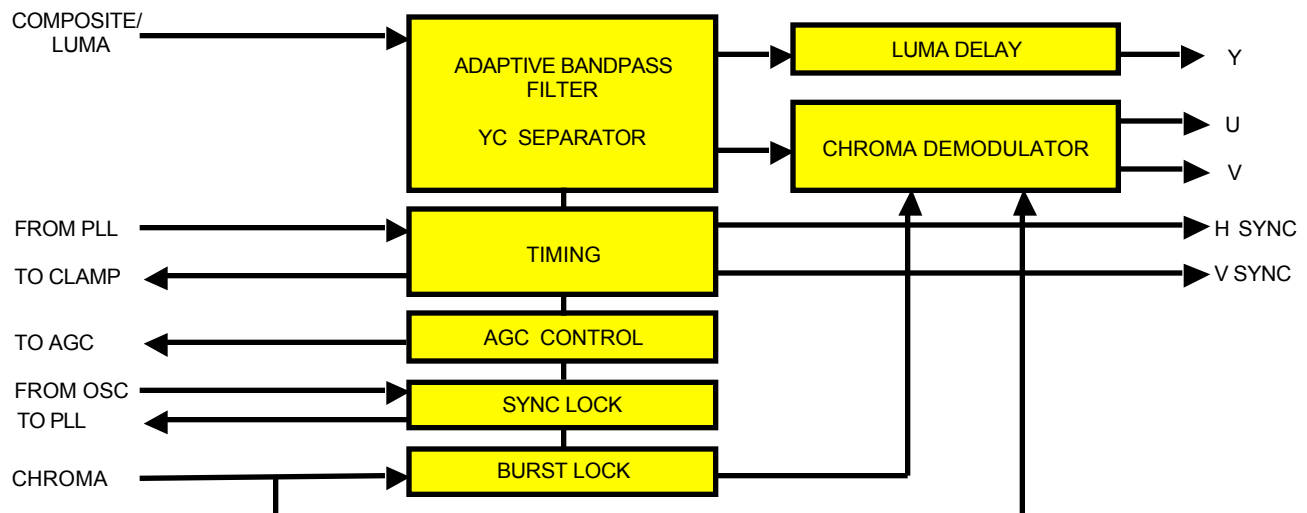 COMPOSITE/
LUMA
ADAPTIVE BANDPASS
FILTER
YC SEPARATOR
LUMA DELAY
Y
CHROMA DEMODULATOR
U
V
FROM PLL
TO CLAMP
TIMING
H SYNC
V SYNC
TO AGC
AGC CONTROL
FROM OSC
TO PLL
SYNC LOCK
CHROMA
BURST LOCK